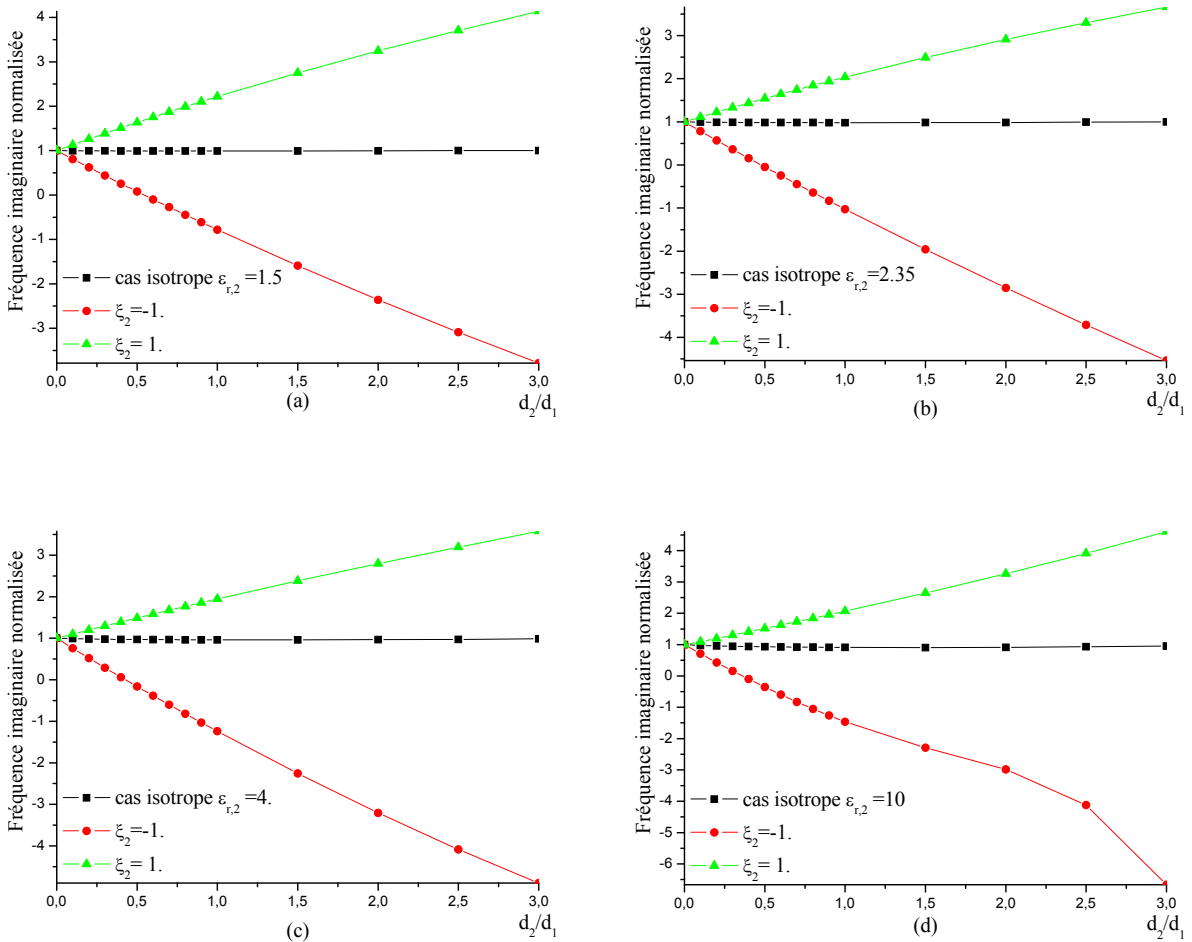 Fréquence imaginaire normalisée
4
3
2
1
0
-1
-2
-3
cas isotrope εr,2 =1.5
ξ2=-1.
ξ2= 1.
0,0 0,5 1,0 1,5 2,0 2,5 3,0
(a)
d2/d1
Fréquence imaginaire normalisée
3
2
1
0
-1
-2
-3
-4
cas isotrope εr,2 =2.35
ξ2=-1.
ξ2= 1.
0,0 0,5 1,0 1,5 2,0 2,5 3,0
(b)
d2/d1
Fréquence imaginaire normalisée
3
2
1
0
-1
-2
-3
-4
cas isotrope εr,2 =4.
ξ2=-1.
ξ2= 1.
0,0 0,5 1,0 1,5 2,0 2,5 3,0
(c)
d2/d1
Fréquence imaginaire normalisée
4
3
2
1
0
-1
-2
-3
-4
-5
-6
cas isotrope εr,2 =10
ξ2=-1.
ξ2= 1.
0,0 0,5 1,0 1,5 2,0 2,5 3,0
(d)
d2/d1